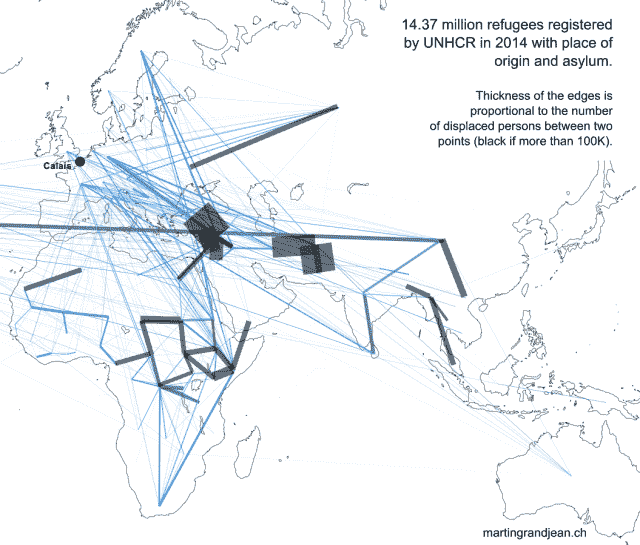 14.37 million refugees registered
by UNHCR in 2014 with place of
origin and asylum.
Thickness of the edges is
proportional to the number
of displaced persons between two
points (black if more than 100K).
Calais
martingrandjean.ch